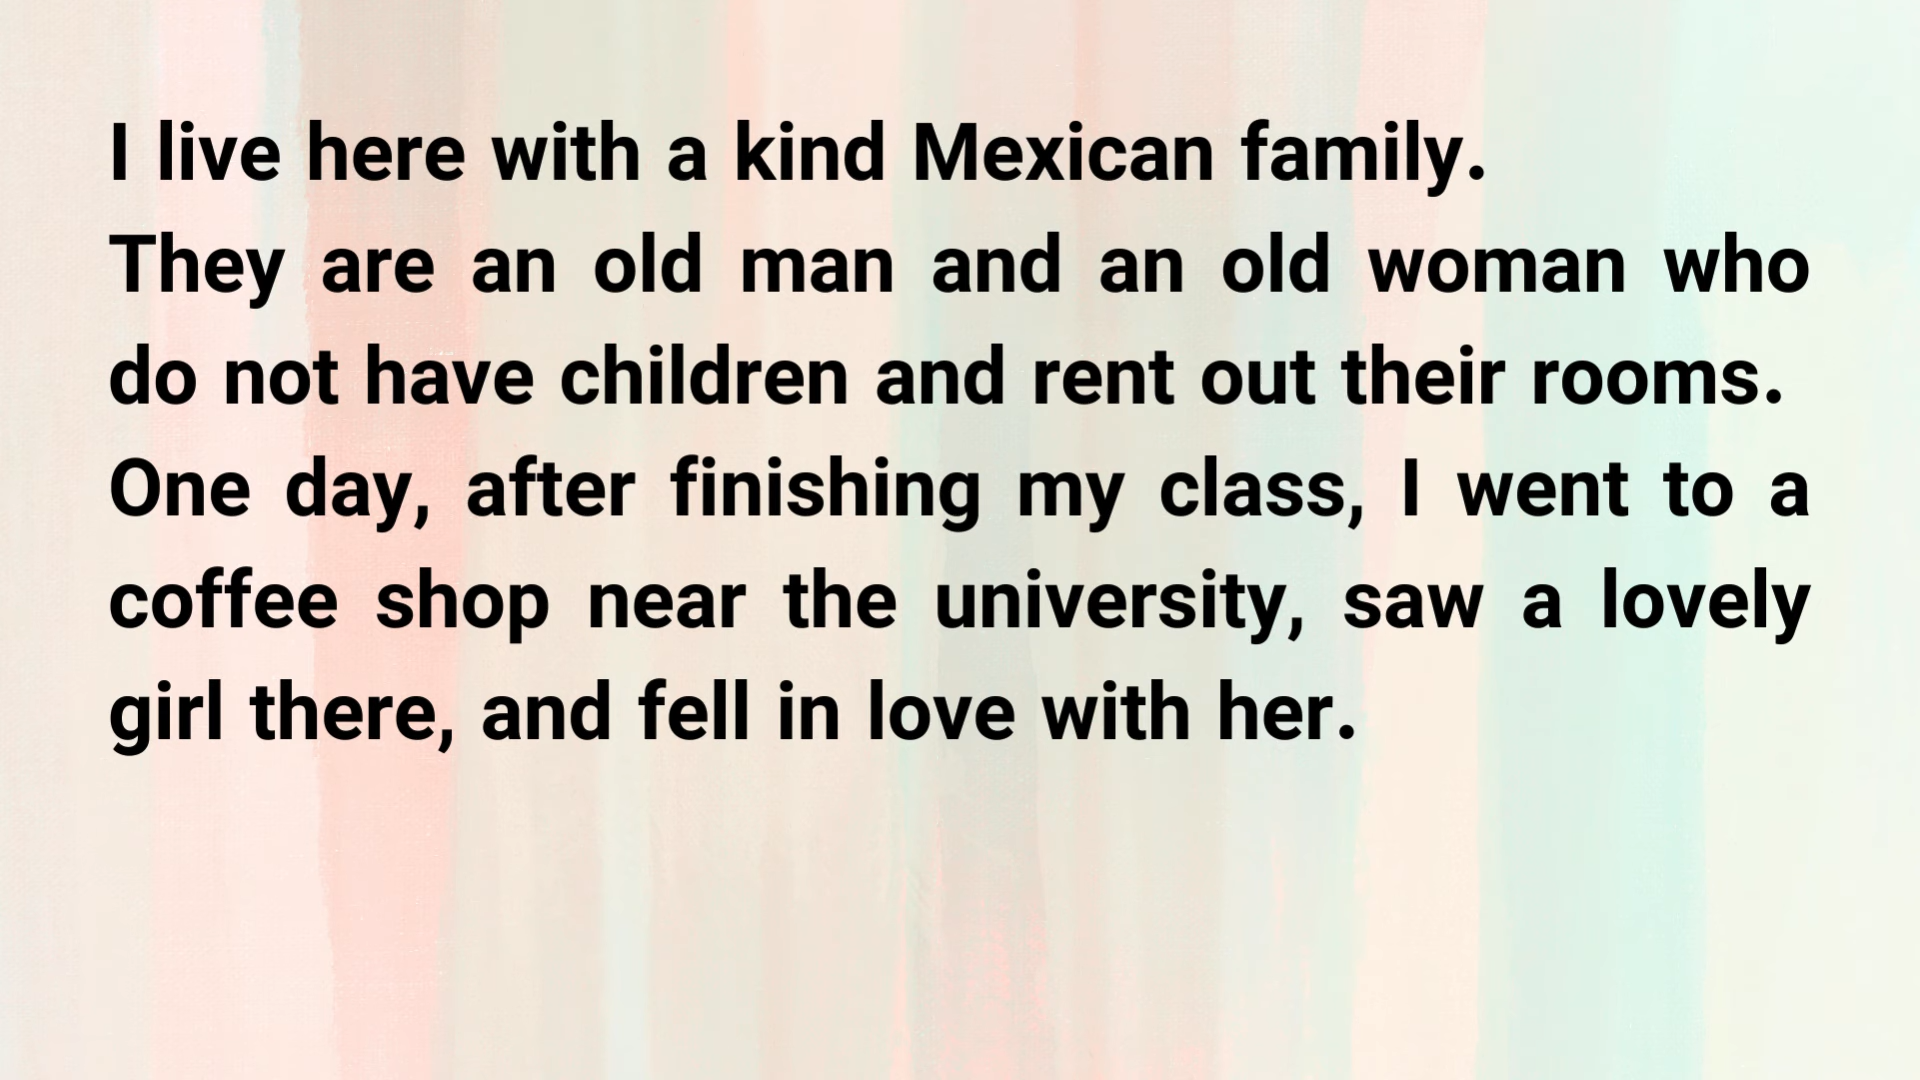 I live here with a kind Mexican family.
They are an old man and an old woman who
do not have children and rent out their rooms.
One day, after finishing my class, I went to a
coffee shop near the university, saw a lovely
girl there, and fell in love with her.